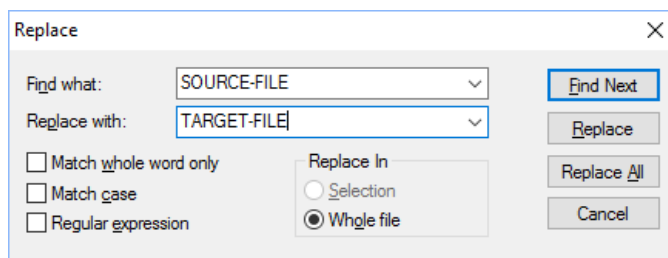 Replace
Find what: SOURCE-FILE Find Next
Replace with: TARGET-FILE Replace
Match whole word only Replace In Replace All
Match case Selection
Regular expression Whole file Cancel